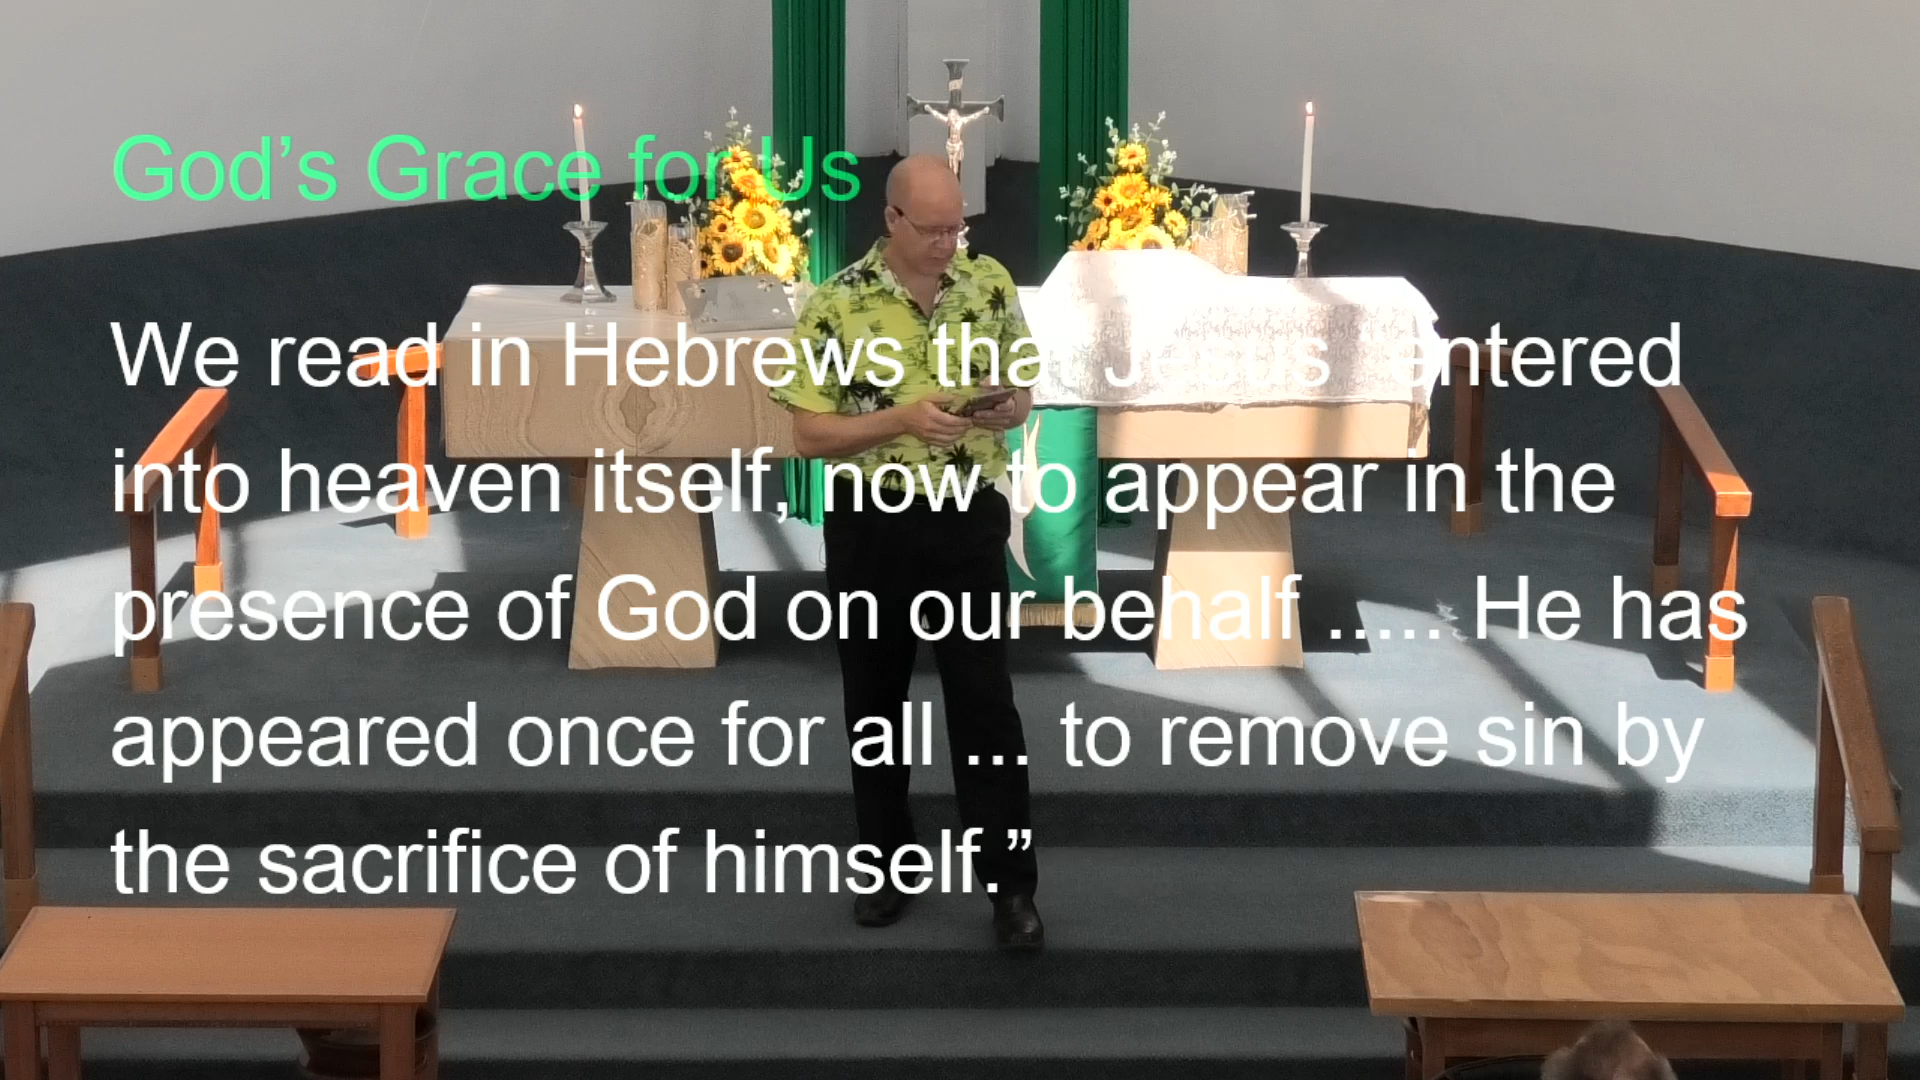 God’s Grace for Us
We read in Hebrews that Jesus “entered
into heaven itself, now to appear in the
presence of God on our behalf ..... He has
appeared once for all ... to remove sin by
the sacrifice of himself.”